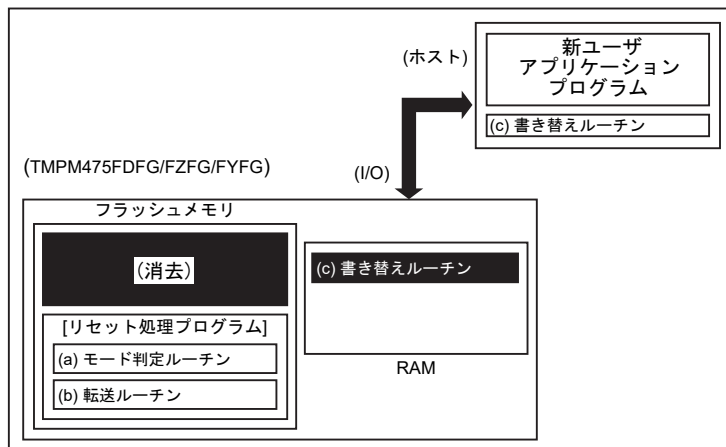 (ホスト)
新ユーザ
アプリケーション
プログラム
(c) 書き替えルーチン
(TMPM475FDFG/FZFG/FYFG)
(I/O)
フラッシュメモリ
(消去)
[リセット処理プログラム]
(a) モード判定ルーチン
(b) 転送ルーチン
(c) 書き替えルーチン
RAM